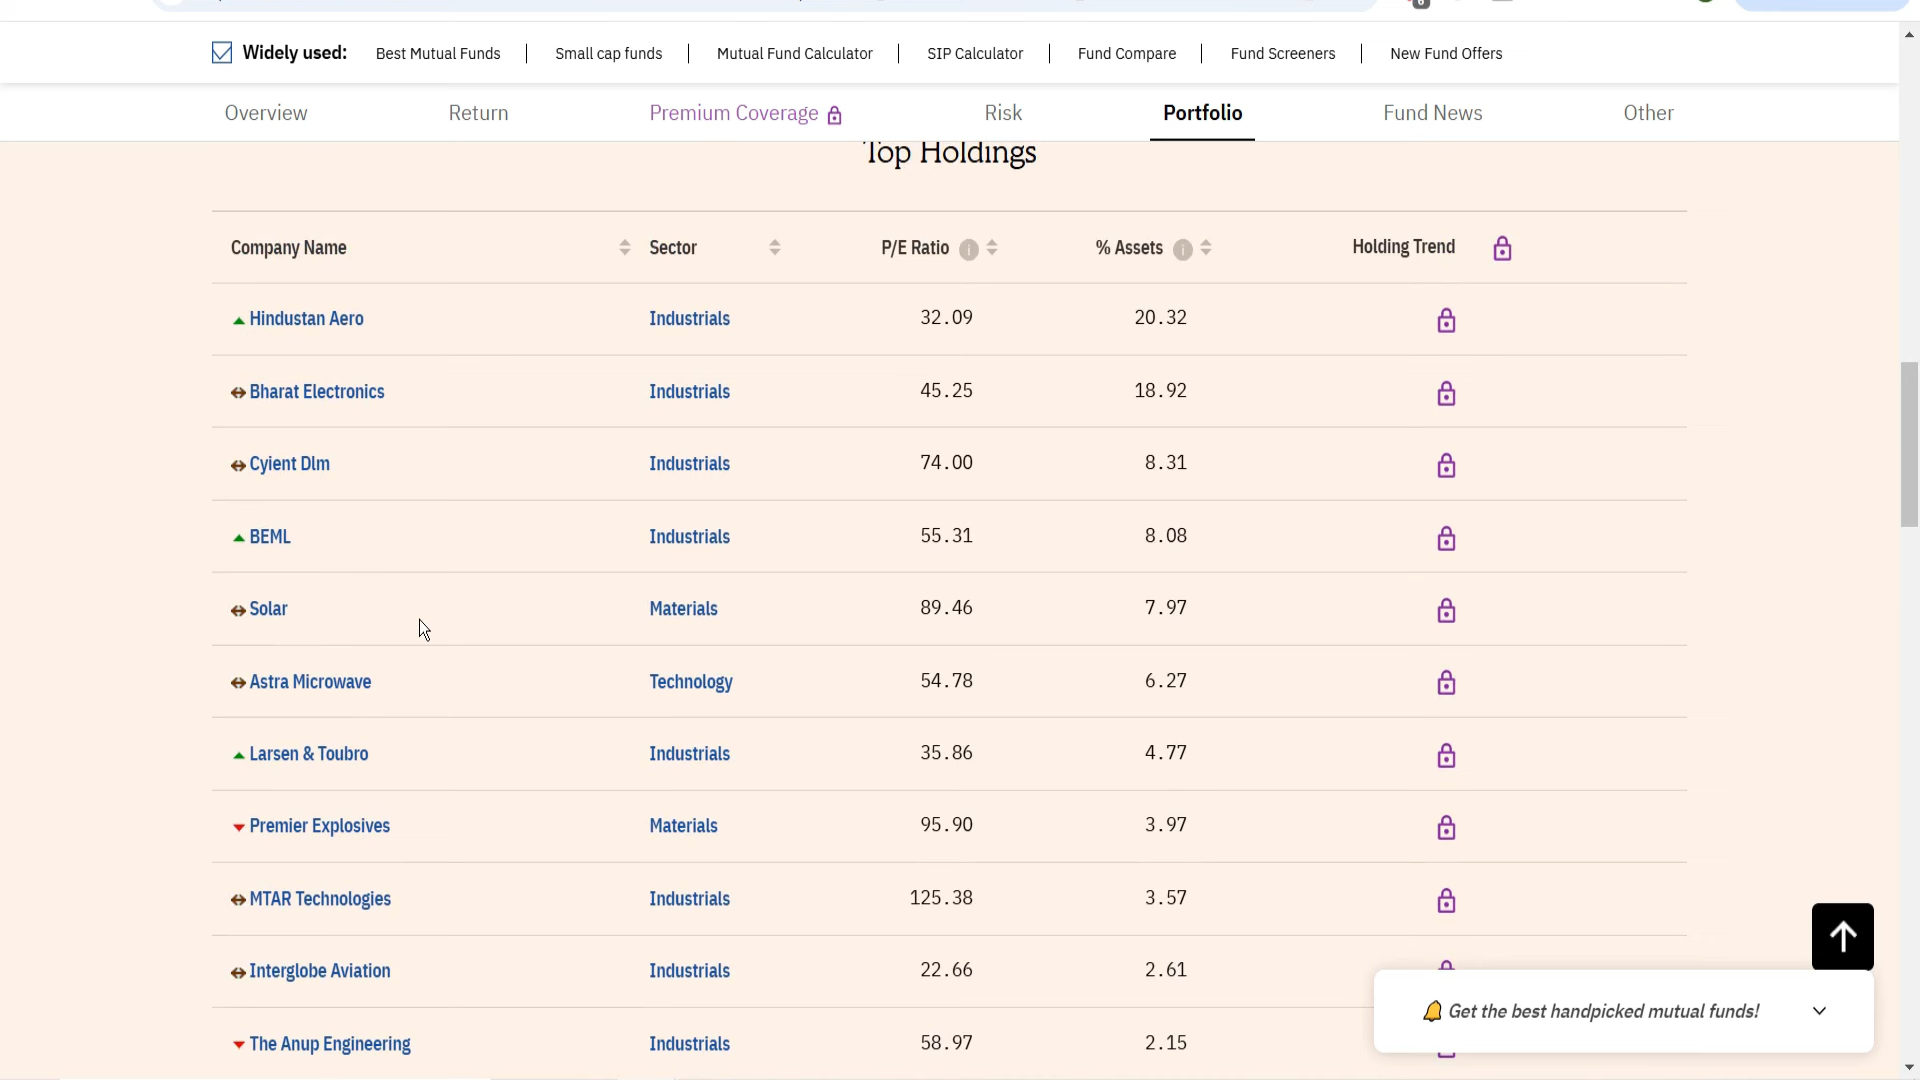 Widely used: Best Mutual Funds | Small cap funds | Mutual Fund Calculator | SIP Calculator | Fund Compare | Fund Screeners | New Fund Offers
Overview Return Premium Coverage Risk Portfolio Fund News Other
Top Holdings
Company Name Sector P/E Ratio % Assets Holding Trend
Hindustan Aero Industrials 32.09 20.32
Bharat Electronics Industrials 45.25 18.92
Cyient Dlm Industrials 74.00 8.31
BEML Industrials 55.31 8.08
Solar Materials 89.46 7.97
Astra Microwave Technology 54.78 6.27
Larsen & Toubro Industrials 35.86 4.77
Premier Explosives Materials 95.90 3.97
MTAR Technologies Industrials 125.38 3.57
Interglobe Aviation Industrials 22.66 2.61
Get the best handpicked mutual funds!
The Anup Engineering Industrials 58.97 2.15